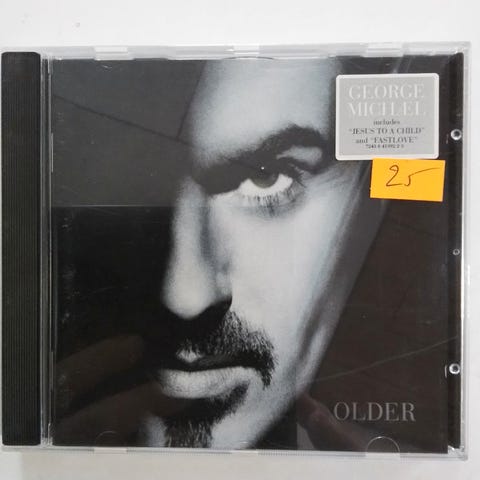 GEORGE
MICHAEL
includes
"JESUS TO A CHILD"
and "FASTLOVE"
25
OLDER